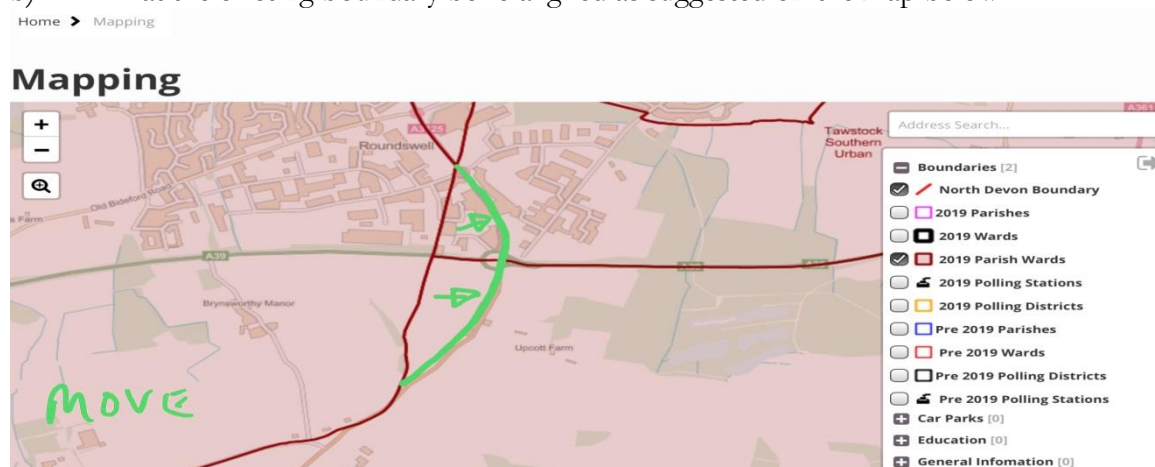 Home > Mapping
Mapping
+
−
A3125
Roundswell
Old Bideford Road
s Farm
A39
Brynsworthy Manor
Upcott Farm
Tawstock
Southern
Urban
A361
MOVE
Address Search...
Boundaries [2]
North Devon Boundary
2019 Parishes
2019 Wards
2019 Parish Wards
2019 Polling Stations
2019 Polling Districts
Pre 2019 Parishes
Pre 2019 Wards
Pre 2019 Polling Districts
Pre 2019 Polling Stations
Car Parks [0]
Education [0]
General Infomation [0]